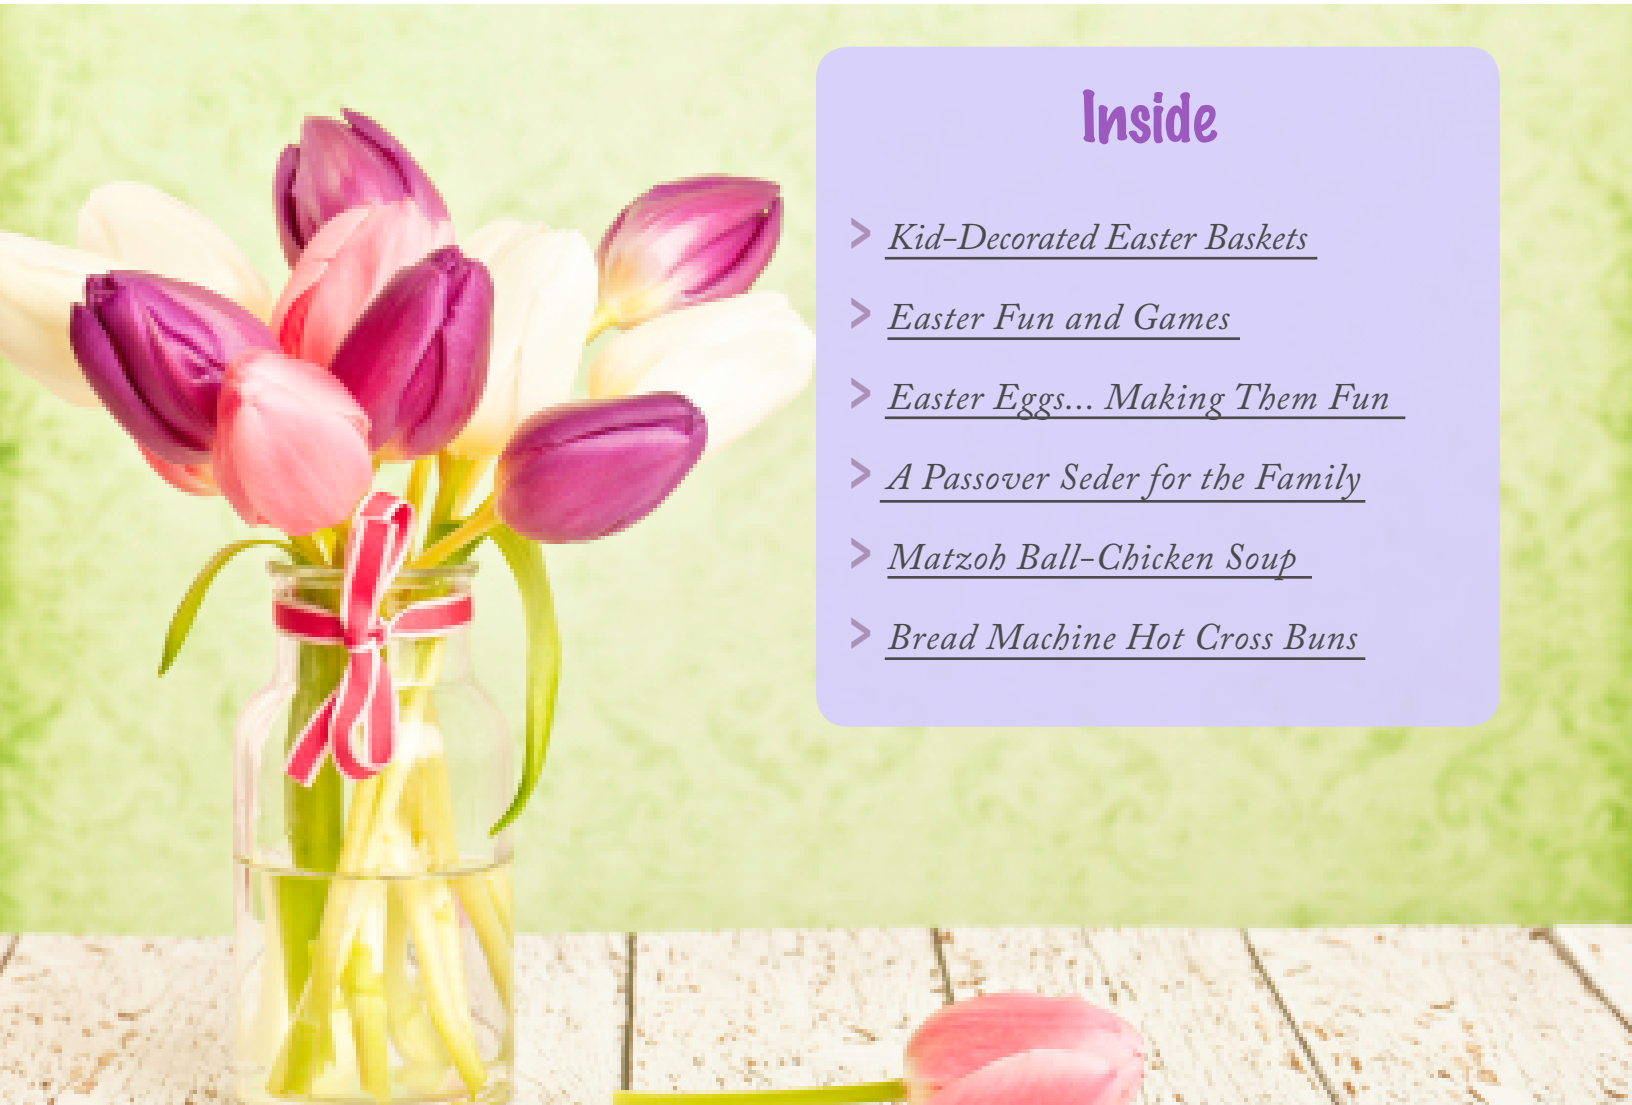 Inside
> Kid-Decorated Easter Baskets
> Easter Fun and Games
> Easter Eggs... Making Them Fun
> A Passover Seder for the Family
> Matzoh Ball-Chicken Soup
> Bread Machine Hot Cross Buns